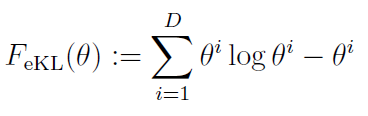 F_{eKL}(θ) := \sum_{i=1}^{D} θ^i log θ^i − θ^i